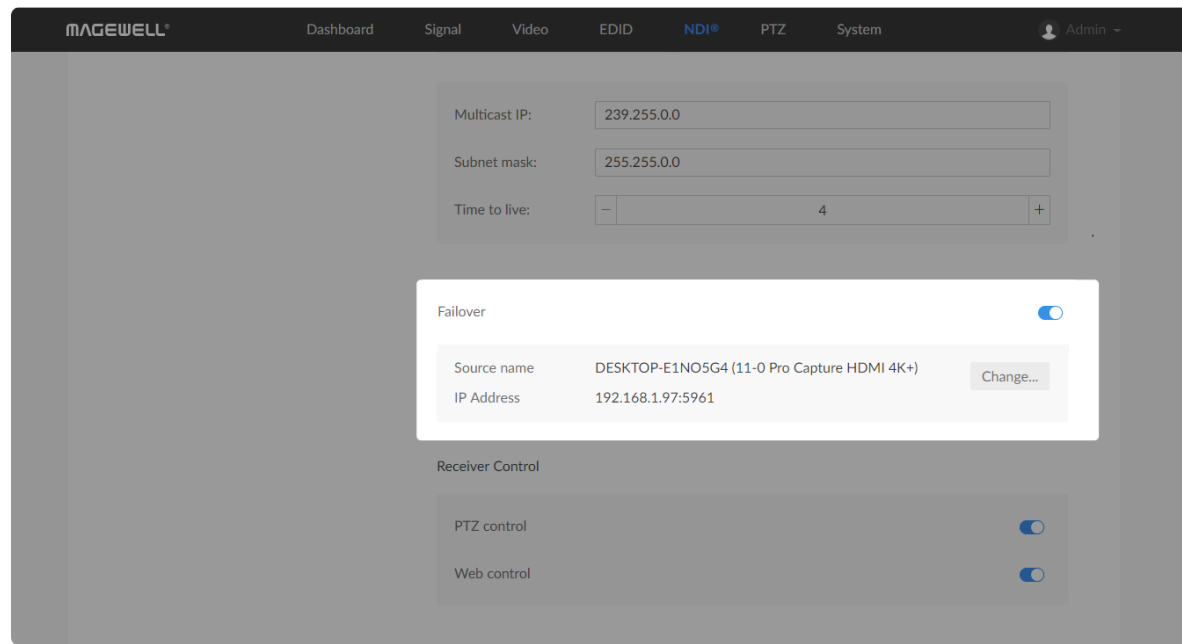 MAGEWELL® Dashboard Signal Video EDID NDI® PTZ System Admin
Multicast IP: 239.255.0.0
Subnet mask: 255.255.0.0
Time to live: − 4 +
Failover
Source name DESKTOP-E1NO5G4 (11-0 Pro Capture HDMI 4K+)
Change...
IP Address 192.168.1.97:5961
Receiver Control
PTZ control
Web control